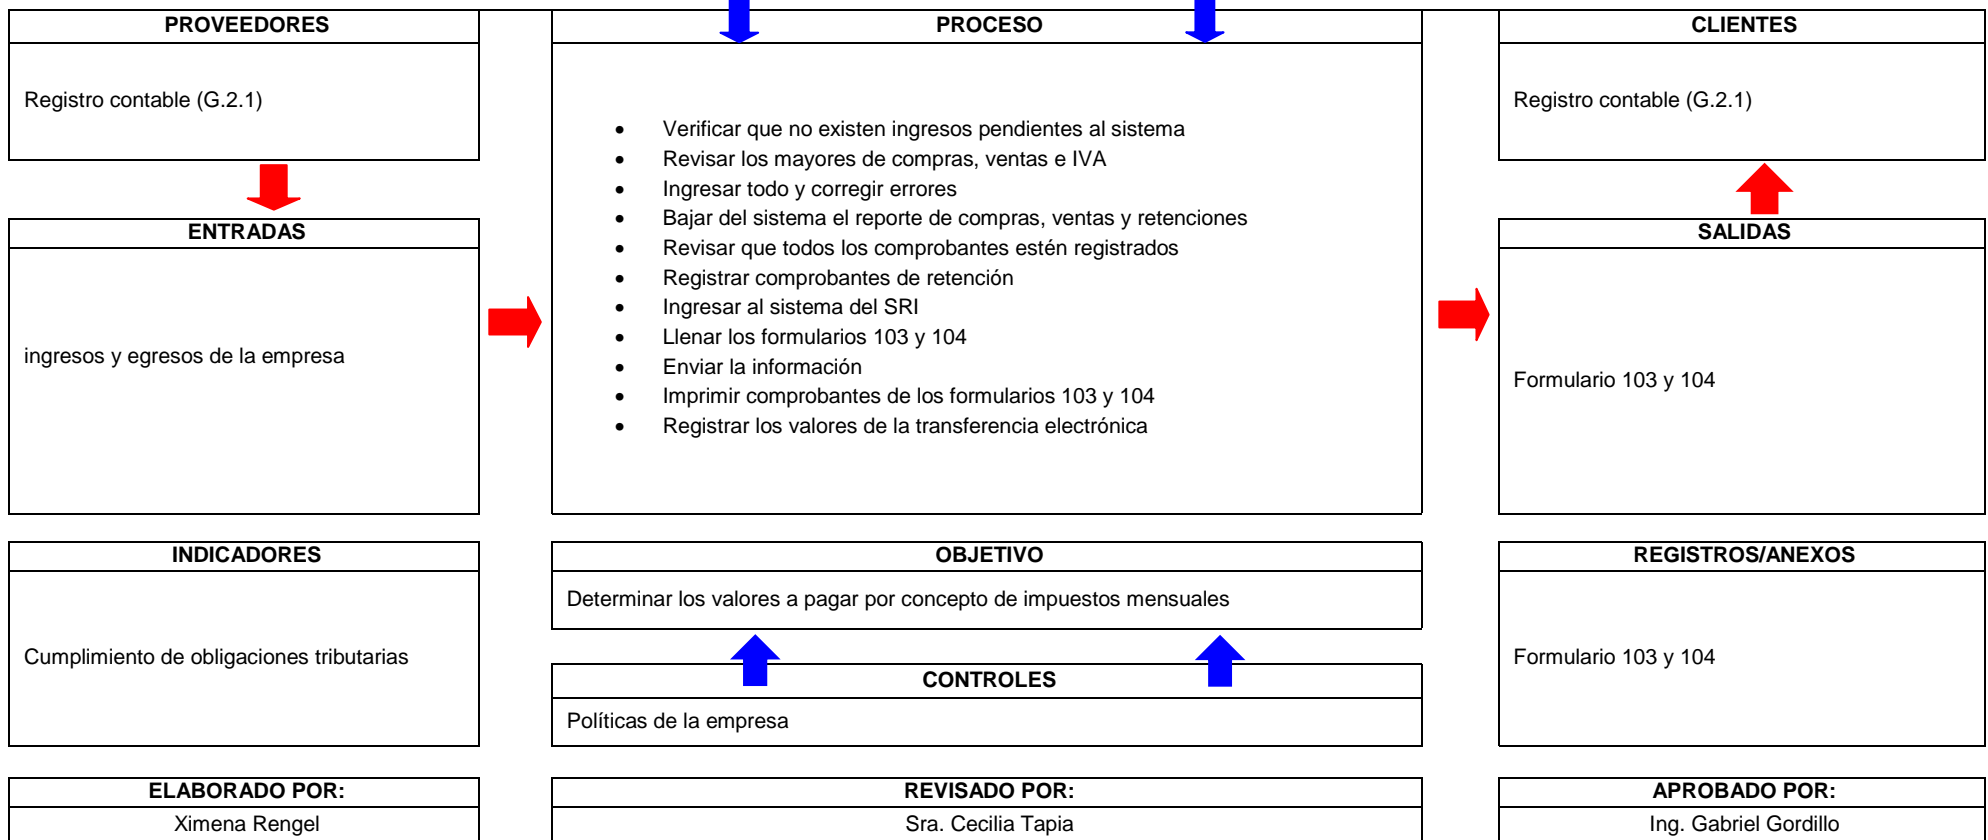 PROVEEDORES
Registro contable (G.2.1)
ENTRADAS
ingresos y egresos de la empresa
PROCESO
• Verificar que no existen ingresos pendientes al sistema
• Revisar los mayores de compras, ventas e IVA
• Ingresar todo y corregir errores
• Bajar del sistema el reporte de compras, ventas y retenciones
• Revisar que todos los comprobantes estén registrados
• Registrar comprobantes de retención
• Ingresar al sistema del SRI
• Llenar los formularios 103 y 104
• Enviar la información
• Imprimir comprobantes de los formularios 103 y 104
• Registrar los valores de la transferencia electrónica
CLIENTES
Registro contable (G.2.1)
SALIDAS
Formulario 103 y 104
INDICADORES
Cumplimiento de obligaciones tributarias
OBJETIVO
Determinar los valores a pagar por concepto de impuestos mensuales
CONTROLES
Políticas de la empresa
REGISTROS/ANEXOS
Formulario 103 y 104
ELABORADO POR:
Ximena Rengel
REVISADO POR:
Sra. Cecilia Tapia
APROBADO POR:
Ing. Gabriel Gordillo